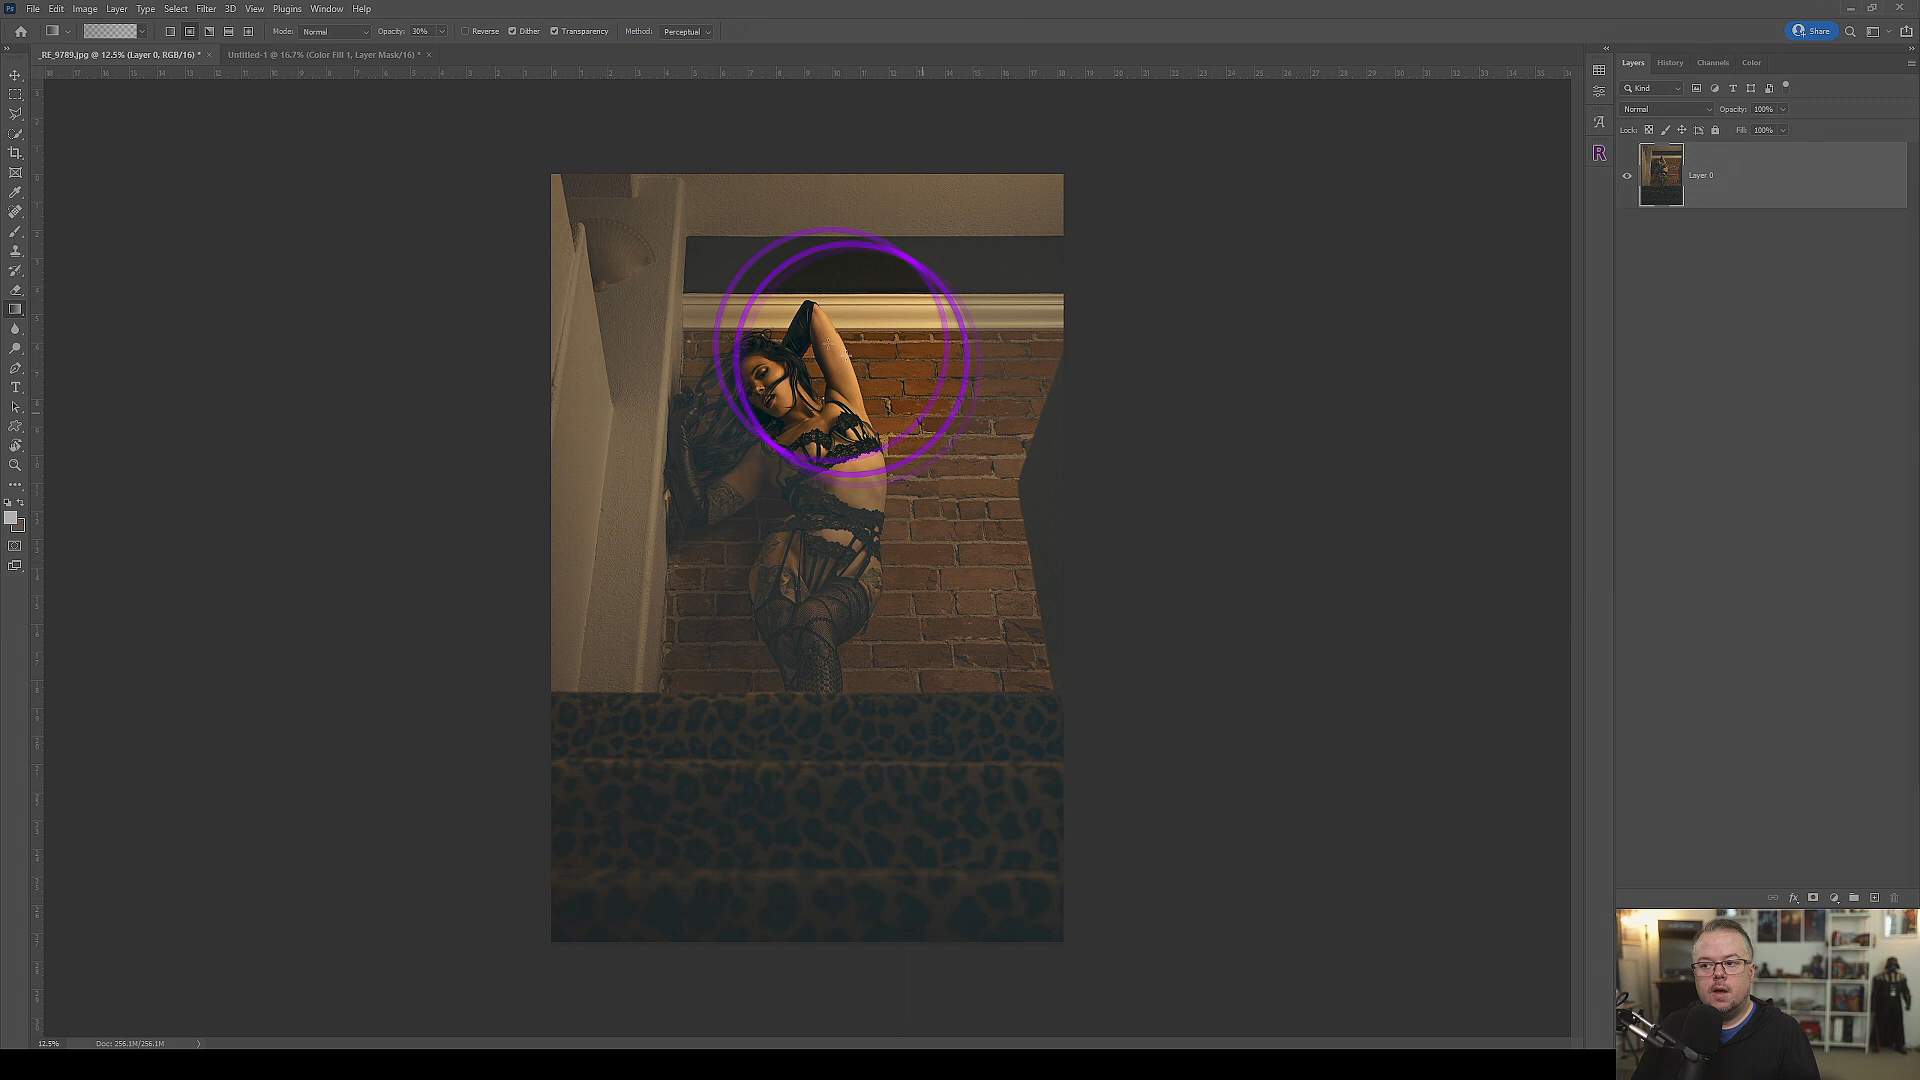 Ps File Edit Image Layer Type Select Filter 3D View Plugins Window Help
Mode: Normal Opacity: 30% Reverse Dither Transparency Method: Perceptual Share
_RE_9789.jpg @ 12.5% (Layer 0, RGB/16) * × Untitled-1 @ 16.7% (Color Fill 1, Layer Mask/16) * ×
Layers History Channels Color
Kind
Normal Opacity: 100%
Lock: Fill: 100%
Layer 0
12.5% Doc: 256.1M/256.1M